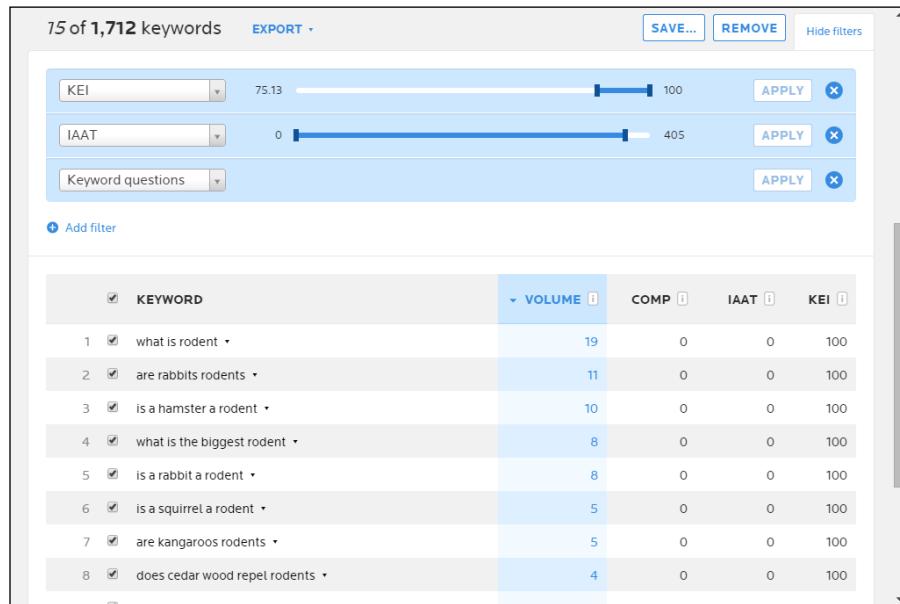 15 of 1,712 keywords EXPORT SAVE... REMOVE Hide filters
KEI 75.13 100 APPLY
IAAT 0 405 APPLY
Keyword questions APPLY
Add filter
KEYWORD VOLUME i COMP i IAAT i KEI i
1 what is rodent 19 0 0 100
2 are rabbits rodents 11 0 0 100
3 is a hamster a rodent 10 0 0 100
4 what is the biggest rodent 8 0 0 100
5 is a rabbit a rodent 8 0 0 100
6 is a squirrel a rodent 5 0 0 100
7 are kangaroos rodents 5 0 0 100
8 does cedar wood repel rodents 4 0 0 100